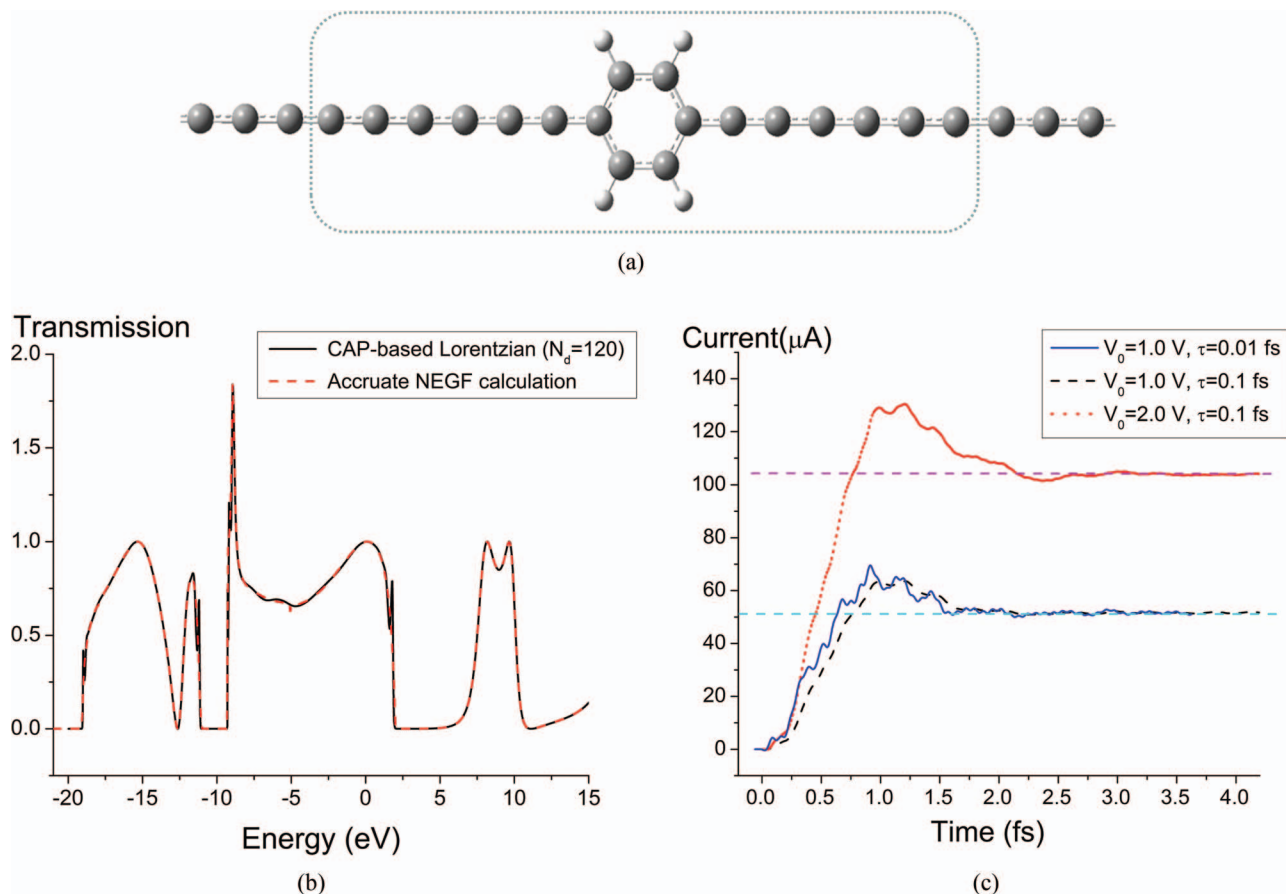 (a)
Transmission
2.0
1.5
1.0
0.5
0.0
CAP-based Lorentzian (N_d=120)
Accruate NEGF calculation
-20 -15 -10 -5 0 5 10 15
Energy (eV)
(b)
Current(μA)
140
120
100
80
60
40
20
0
V_0=1.0 V, τ=0.01 fs
V_0=1.0 V, τ=0.1 fs
V_0=2.0 V, τ=0.1 fs
0.0 0.5 1.0 1.5 2.0 2.5 3.0 3.5 4.0
Time (fs)
(c)